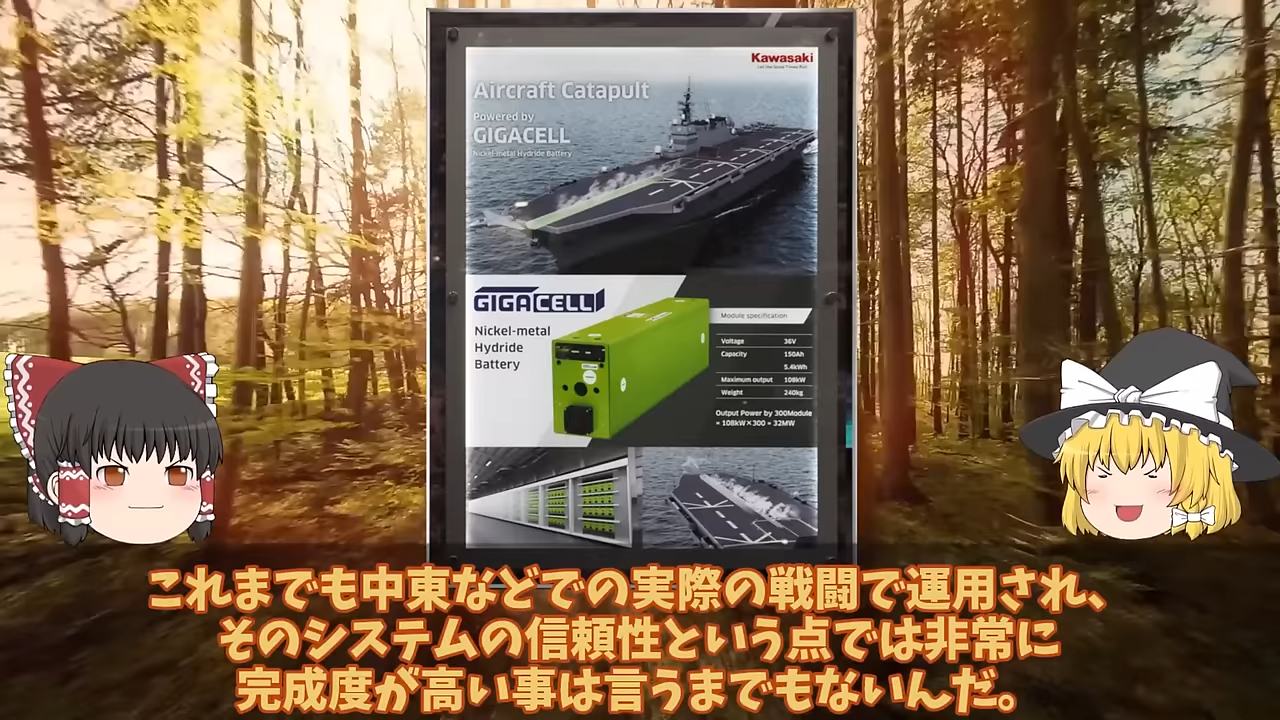 Kawasaki
Aircraft Catapult
Powered by
GIGACELL
Nickel-metal Hydride Battery
GIGACELL
Nickel-metal
Hydride
Battery
Module specification
Voltage 36V
Capacity 150Ah
5.4kWh
Maximum output 108kW
Weight 240kg
Output Power by 300Module
= 108kW×300 = 32MW
これまでも中東などでの実際の戦闘で運用され、
そのシステムの信頼性という点では非常に
完成度が高い事は言うまでもないんだ。